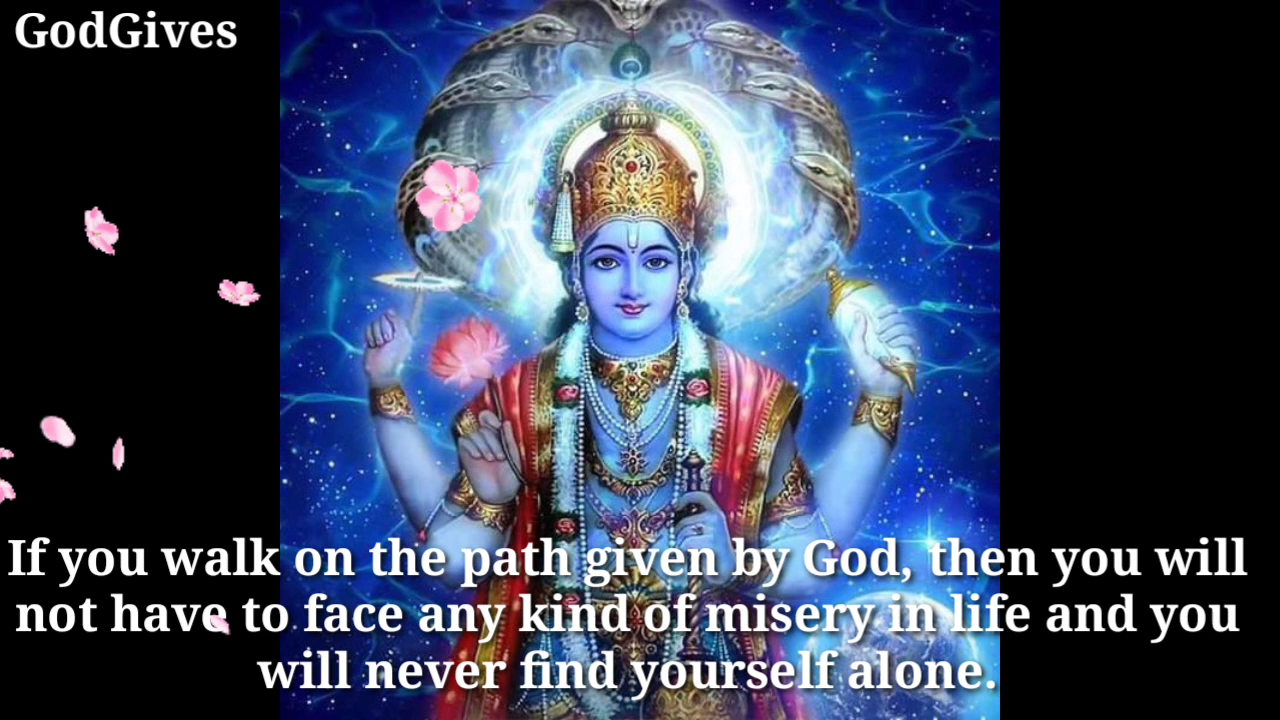 GodGives
If you walk on the path given by God, then you will
not have to face any kind of misery in life and you
will never find yourself alone.